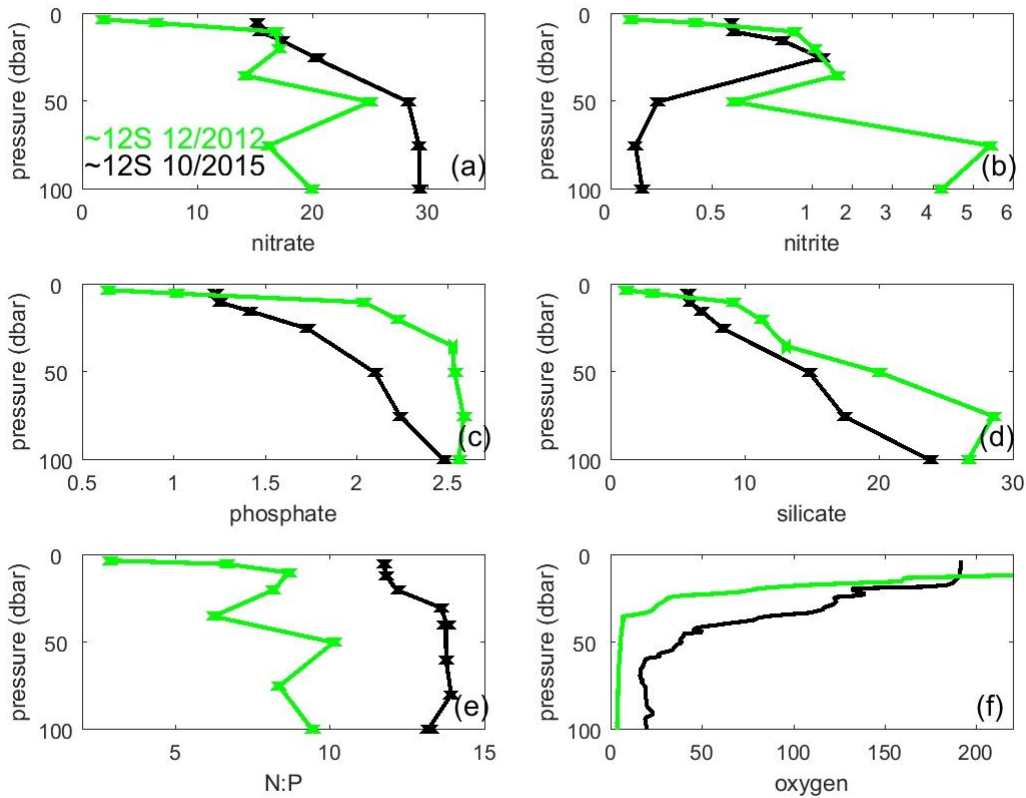 0
50
100
pressure (dbar)
~12S 12/2012
~12S 10/2015
(a)
0 10 20 30
nitrate
0
50
100
pressure (dbar)
(b)
0 0.5 1 2 3 4 5 6
nitrite
0
50
100
pressure (dbar)
(c)
0.5 1 1.5 2 2.5
phosphate
0
50
100
pressure (dbar)
(d)
0 10 20 30
silicate
0
50
100
pressure (dbar)
(e)
5 10 15
N:P
0
50
100
pressure (dbar)
(f)
0 50 100 150 200
oxygen